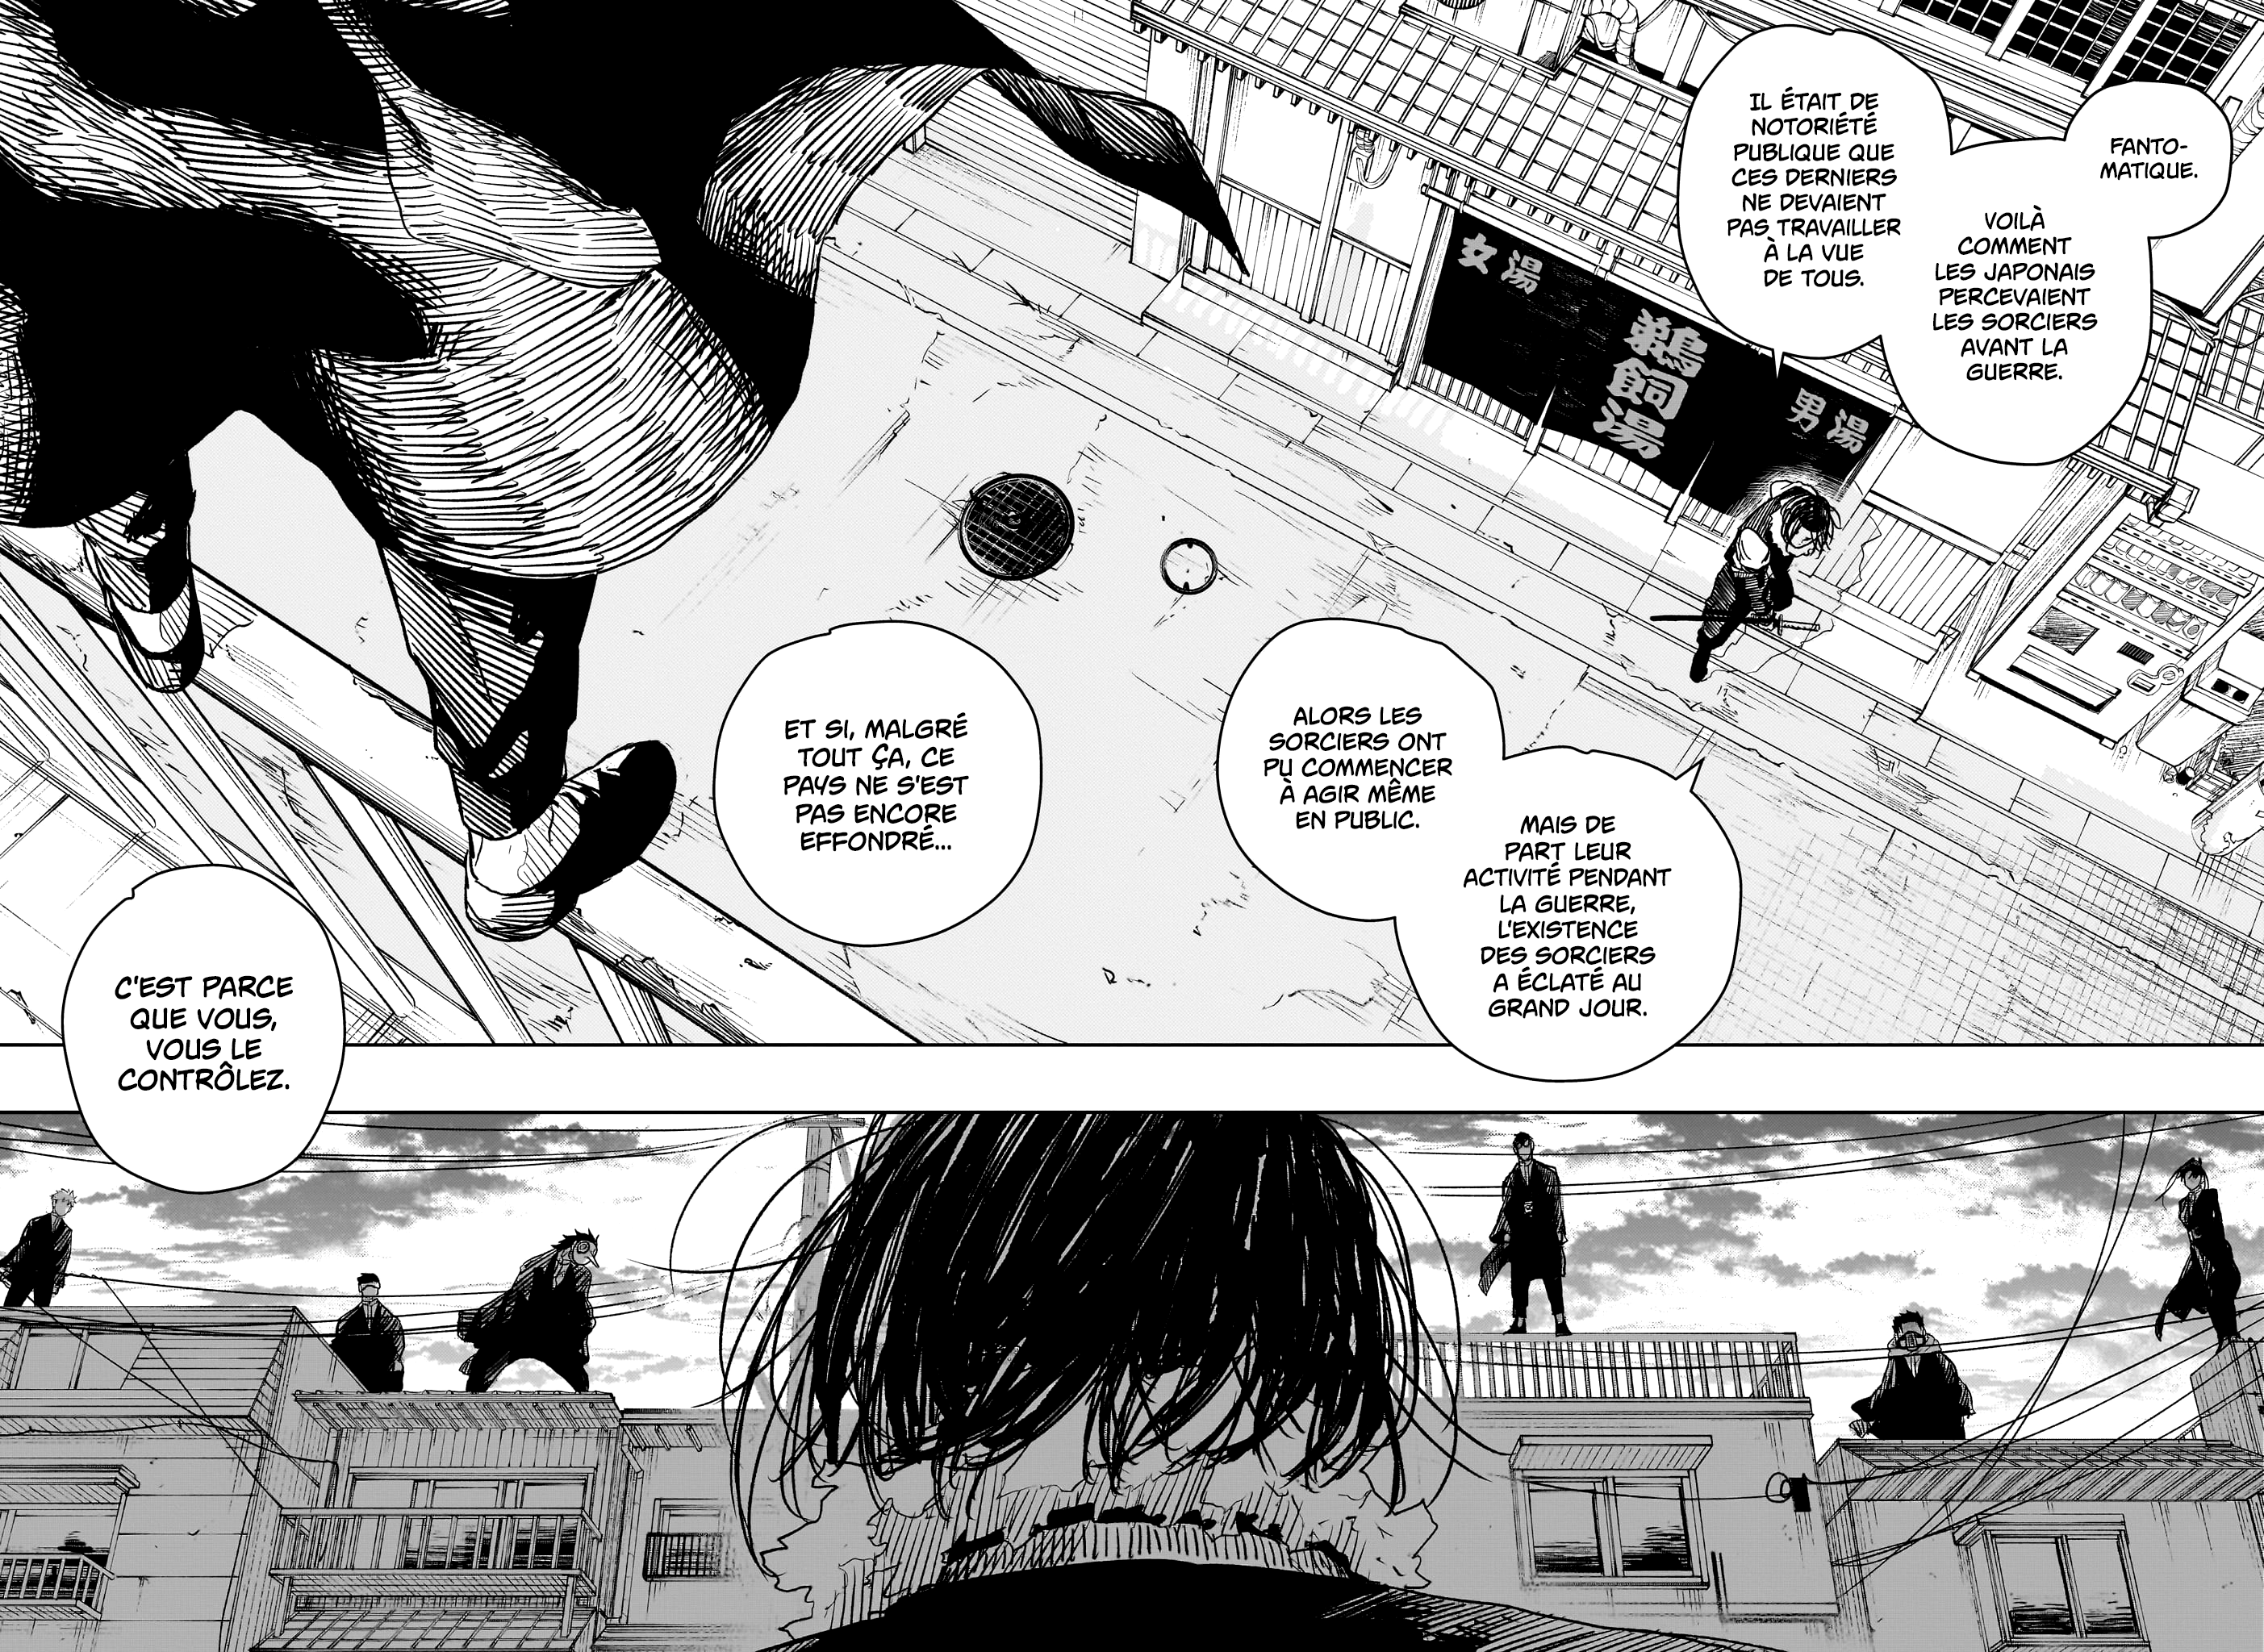 FANTO-
MATIQUE.
VOILÀ
COMMENT
LES JAPONAIS
PERCEVAIENT
LES SORCIERS
AVANT LA
GUERRE.
IL ÉTAIT DE
NOTORIÉTÉ
PUBLIQUE QUE
CES DERNIERS
NE DEVAIENT
PAS TRAVAILLER
À LA VUE
DE TOUS.
男湯
鵜飼湯
女湯
MAIS DE
PART LEUR
ACTIVITÉ PENDANT
LA GUERRE,
L'EXISTENCE
DES SORCIERS
A ÉCLATÉ AU
GRAND JOUR.
ALORS LES
SORCIERS ONT
PU COMMENCER
À AGIR MÊME
EN PUBLIC.
ET SI, MALGRÉ
TOUT ÇA, CE
PAYS NE S'EST
PAS ENCORE
EFFONDRÉ...
C'EST PARCE
QUE VOUS,
VOUS LE
CONTRÔLEZ.